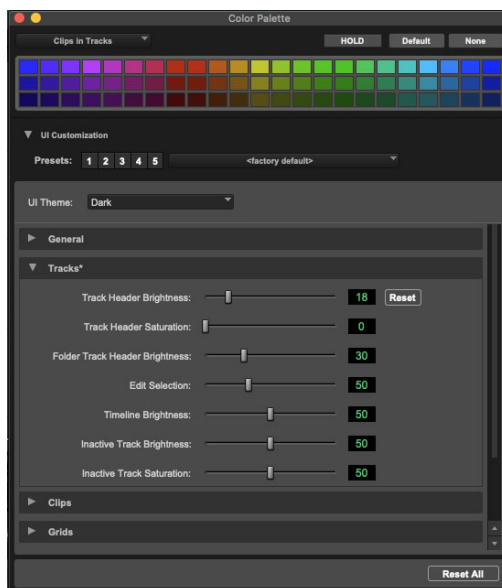 Color Palette
Clips in Tracks HOLD Default None
UI Customization
Presets: 1 2 3 4 5 <factory default>
UI Theme: Dark
General
Tracks*
Track Header Brightness: 18 Reset
Track Header Saturation: 0
Folder Track Header Brightness: 30
Edit Selection: 50
Timeline Brightness: 50
Inactive Track Brightness: 50
Inactive Track Saturation: 50
Clips
Grids
Reset All